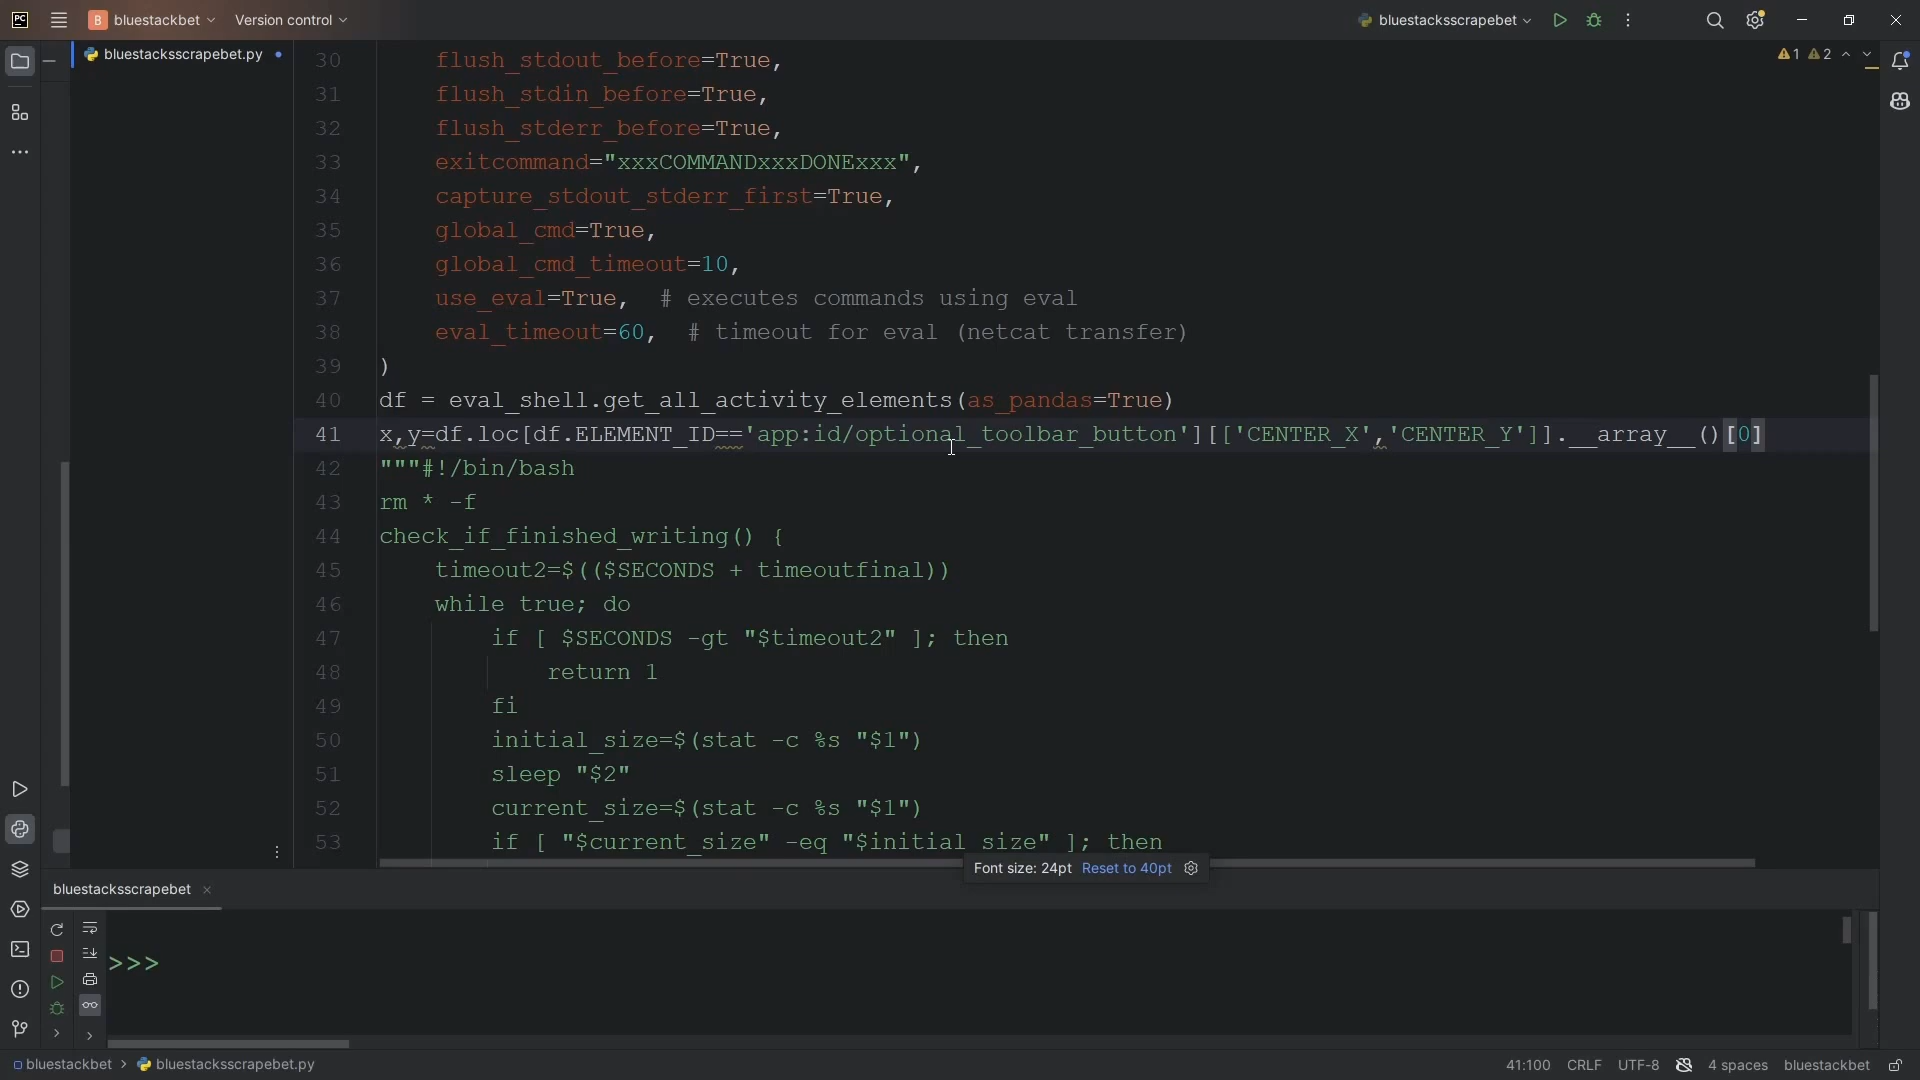 PC
B bluestackbet
Version control
bluestacksscrapebet
bluestacksscrapebet.py
1 2
30 flush_stdout_before=True,
31 flush_stdin_before=True,
32 flush_stderr_before=True,
33 exitcommand="xxxCOMMANDxxxDONExxx",
34 capture_stdout_stderr_first=True,
35 global_cmd=True,
36 global_cmd_timeout=10,
37 use_eval=True,  # executes commands using eval
38 eval_timeout=60,  # timeout for eval (netcat transfer)
39 )
40 df = eval_shell.get_all_activity_elements(as_pandas=True)
41 x,y=df.loc[df.ELEMENT_ID=='app:id/optional_toolbar_button'][['CENTER_X','CENTER_Y']].__array__()[0]
42 """#!/bin/bash
43 rm * -f
44 check_if_finished_writing() {
45 timeout2=$(($SECONDS + timeoutfinal))
46 while true; do
47 if [ $SECONDS -gt "$timeout2" ]; then
48 return 1
49 fi
50 initial_size=$(stat -c %s "$1")
51 sleep "$2"
52 current_size=$(stat -c %s "$1")
53 if [ "$current_size" -eq "$initial_size" ]; then
Font size: 24pt Reset to 40pt
bluestacksscrapebet
>>>
bluestackbet > bluestacksscrapebet.py
41:100 CRLF UTF-8 4 spaces bluestackbet